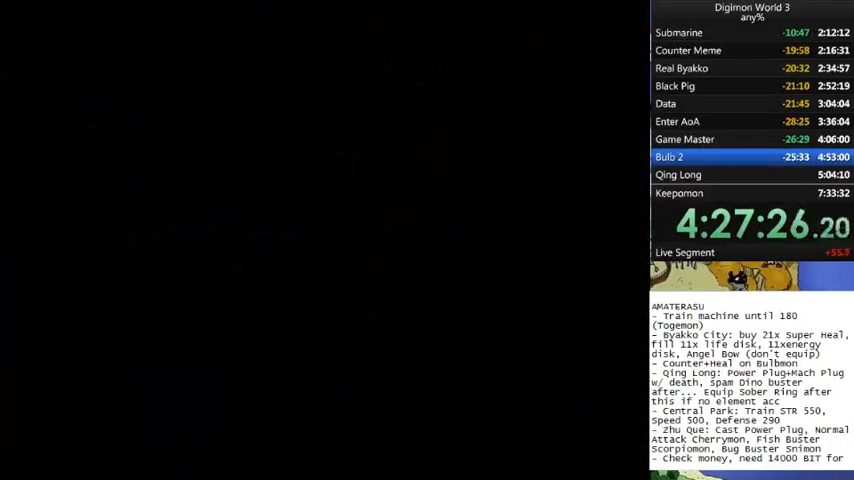 Digimon World 3
any%
Submarine -10:47 2:12:12
Counter Meme -19:58 2:16:31
Real Byakko -20:32 2:34:57
Black Pig -21:10 2:52:19
Data -21:45 3:04:04
Enter AoA -28:25 3:36:04
Game Master -26:29 4:06:00
Bulb 2 -25:33 4:53:00
Qing Long 5:04:10
Keepomon 7:33:32
4:27:26.20
Live Segment +55.?
AMATERASU
- Train machine until 180
(Togemon)
- Byakko City: buy 21x Super Heal,
fill 11x life disk, 11xenergy
disk, Angel Bow (don't equip)
- Counter+Heal on Bulbmon
- Qing Long: Power Plug+Mach Plug
w/ death, spam Dino buster
after... Equip Sober Ring after
this if no element acc
- Central Park: Train STR 550,
Speed 500, Defense 290
- Zhu Que: Cast Power Plug, Normal
Attack Cherrymon, Fish Buster
Scorpiomon, Bug Buster Snimon
- Check money, need 14000 BIT for